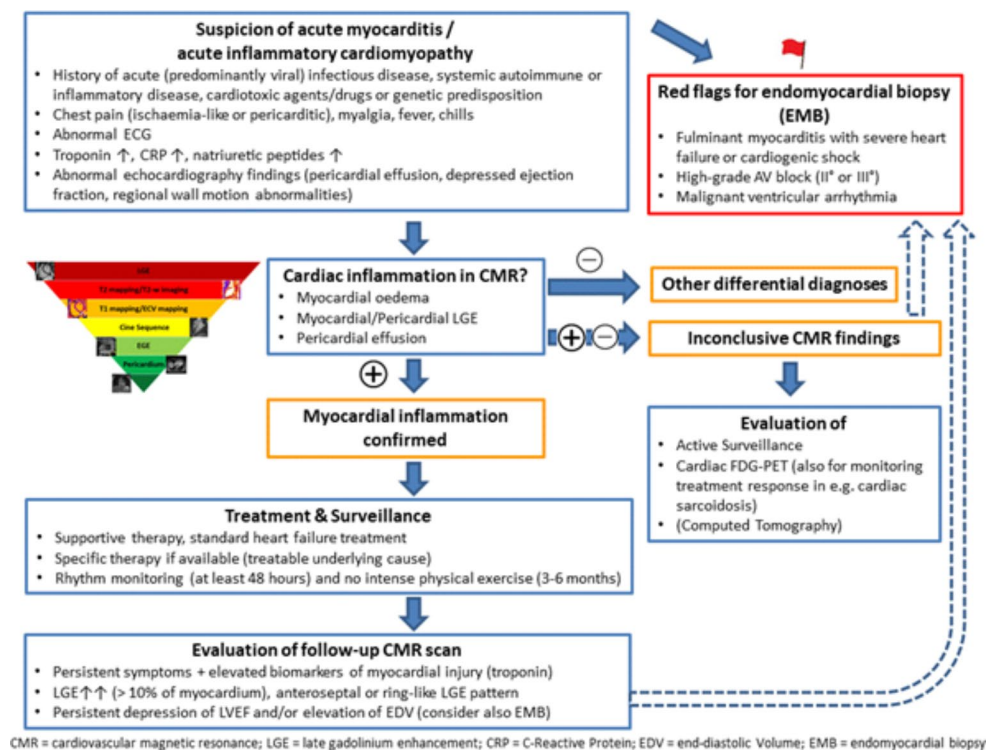 Suspicion of acute myocarditis /
acute inflammatory cardiomyopathy
• History of acute (predominantly viral) infectious disease, systemic autoimmune or
inflammatory disease, cardiotoxic agents/drugs or genetic predisposition
• Chest pain (ischaemia-like or pericarditic), myalgia, fever, chills
• Abnormal ECG
• Troponin ↑, CRP ↑, natriuretic peptides ↑
• Abnormal echocardiography findings (pericardial effusion, depressed ejection
fraction, regional wall motion abnormalities)
Red flags for endomyocardial biopsy
(EMB)
• Fulminant myocarditis with severe heart
failure or cardiogenic shock
• High-grade AV block (II° or III°)
• Malignant ventricular arrhythmia
LGE
T2 mapping/T2-w imaging
T1 mapping/ECV mapping
Cine Sequence
EGE
Pericardium
Cardiac inflammation in CMR?
• Myocardial oedema
• Myocardial/Pericardial LGE
• Pericardial effusion
−
Other differential diagnoses
+ −
Inconclusive CMR findings
+
Myocardial inflammation
confirmed
Evaluation of
• Active Surveillance
• Cardiac FDG-PET (also for monitoring
treatment response in e.g. cardiac
sarcoidosis)
• (Computed Tomography)
Treatment & Surveillance
• Supportive therapy, standard heart failure treatment
• Specific therapy if available (treatable underlying cause)
• Rhythm monitoring (at least 48 hours) and no intense physical exercise (3-6 months)
Evaluation of follow-up CMR scan
• Persistent symptoms + elevated biomarkers of myocardial injury (troponin)
• LGE↑↑ (> 10% of myocardium), anteroseptal or ring-like LGE pattern
• Persistent depression of LVEF and/or elevation of EDV (consider also EMB)
CMR = cardiovascular magnetic resonance; LGE = late gadolinium enhancement; CRP = C-Reactive Protein; EDV = end-diastolic Volume; EMB = endomyocardial biopsy